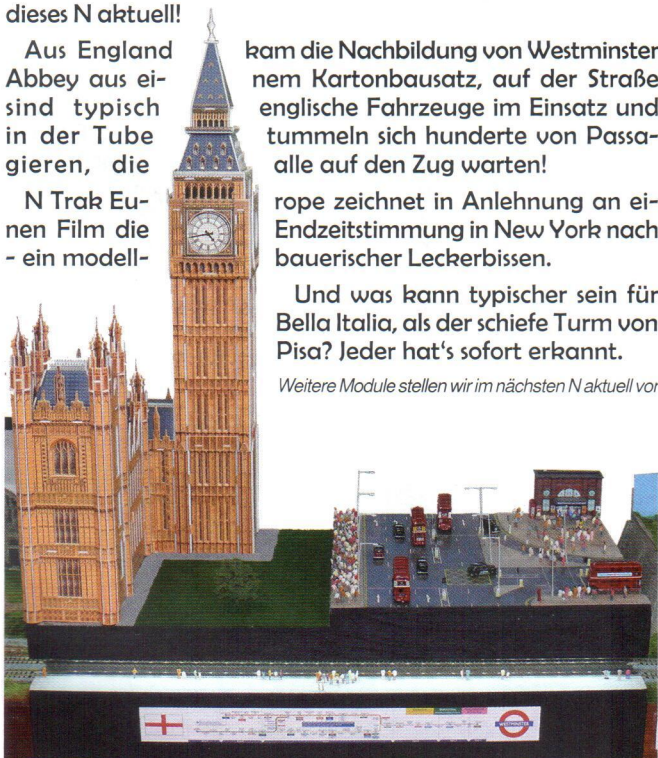 dieses N aktuell!
Aus England kam die Nachbildung von Westminster
Abbey aus ei- nem Kartonbausatz, auf der Straße
sind typisch englische Fahrzeuge im Einsatz und
in der Tube tummeln sich hunderte von Passa-
gieren, die alle auf den Zug warten!
N Trak Eu- rope zeichnet in Anlehnung an ei-
nen Film die Endzeitstimmung in New York nach
- ein modell- bauerischer Leckerbissen.
Und was kann typischer sein für
Bella Italia, als der schiefe Turm von
Pisa? Jeder hat's sofort erkannt.
Weitere Module stellen wir im nächsten N aktuell vor
WESTMINSTER